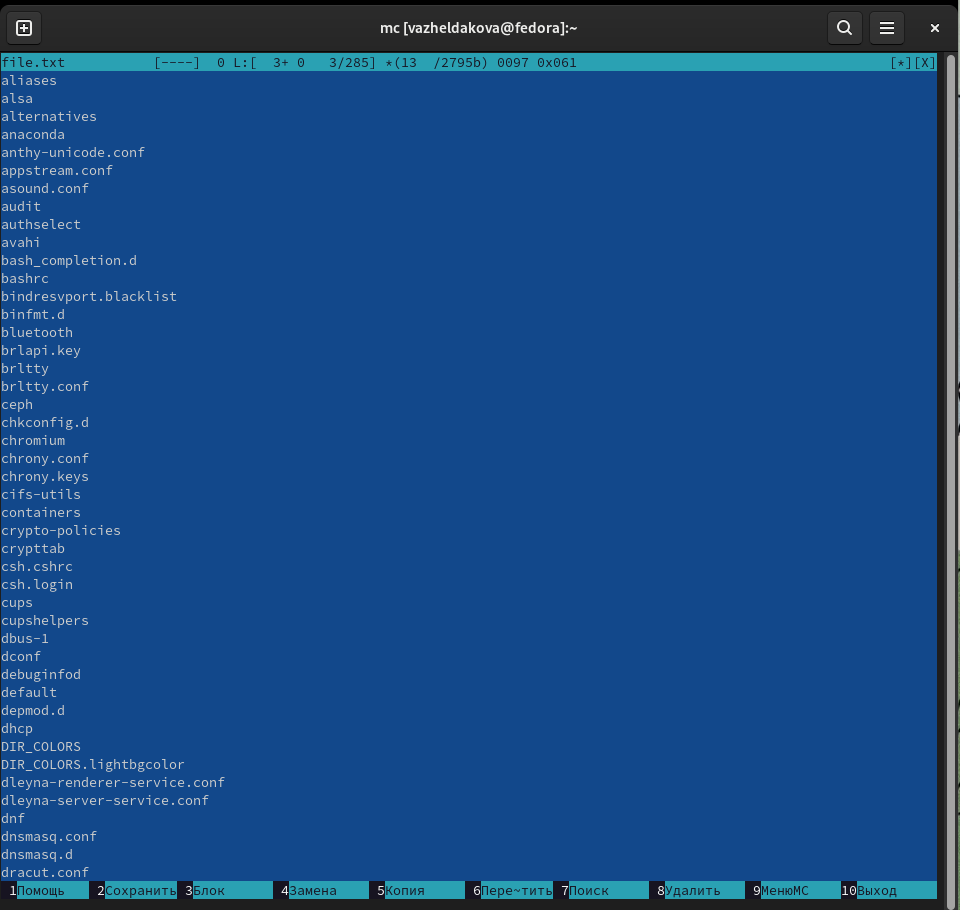 mc [vazheldakova@fedora]:~
file.txt [----] 0 L:[ 3+ 0 3/285] *(13 /2795b) 0097 0x061 [*][X]
aliases
alsa
alternatives
anaconda
anthy-unicode.conf
appstream.conf
asound.conf
audit
authselect
avahi
bash_completion.d
bashrc
bindresvport.blacklist
binfmt.d
bluetooth
brlapi.key
brltty
brltty.conf
ceph
chkconfig.d
chromium
chrony.conf
chrony.keys
cifs-utils
containers
crypto-policies
crypttab
csh.cshrc
csh.login
cups
cupshelpers
dbus-1
dconf
debuginfod
default
depmod.d
dhcp
DIR_COLORS
DIR_COLORS.lightbgcolor
dleyna-renderer-service.conf
dleyna-server-service.conf
dnf
dnsmasq.conf
dnsmasq.d
dracut.conf
1Помощь 2Сохранить 3Блок 4Замена 5Копия 6Пере~тить 7Поиск 8Удалить 9МенюМС 10Выход